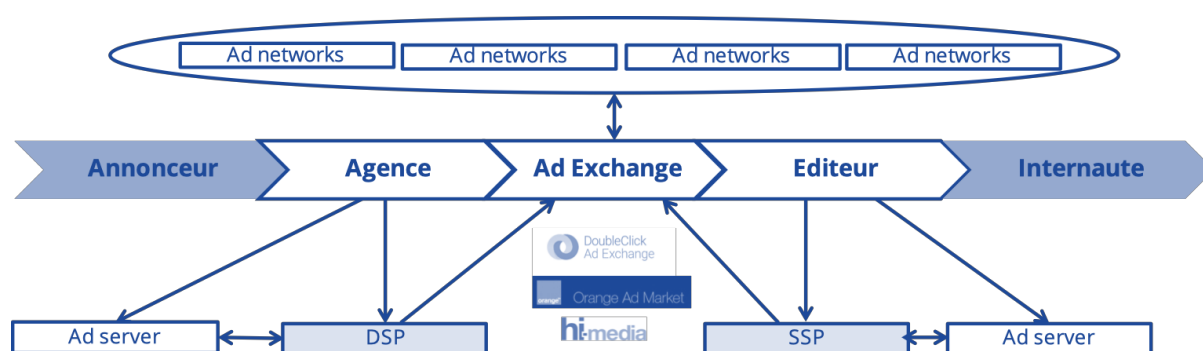 Ad networks
Ad networks
Ad networks
Ad networks
Annonceur
Agence
Ad Exchange
Editeur
Internaute
DoubleClick
Ad Exchange
orange
Orange Ad Market
hi-media
Ad server
DSP
SSP
Ad server